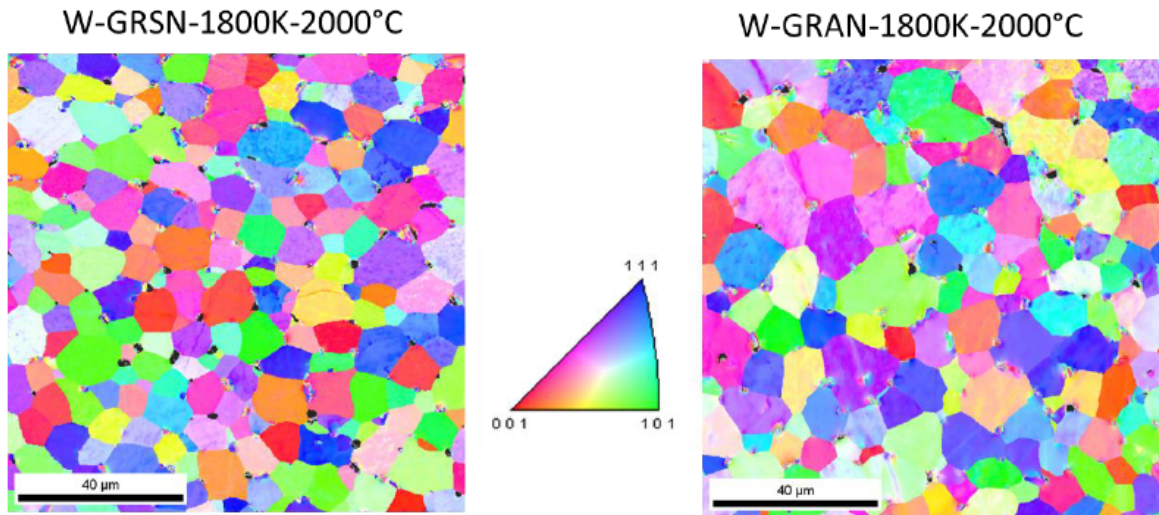 W-GRSN-1800K-2000°C
W-GRAN-1800K-2000°C
1 1 1
0 0 1
1 0 1
40 µm
40 µm